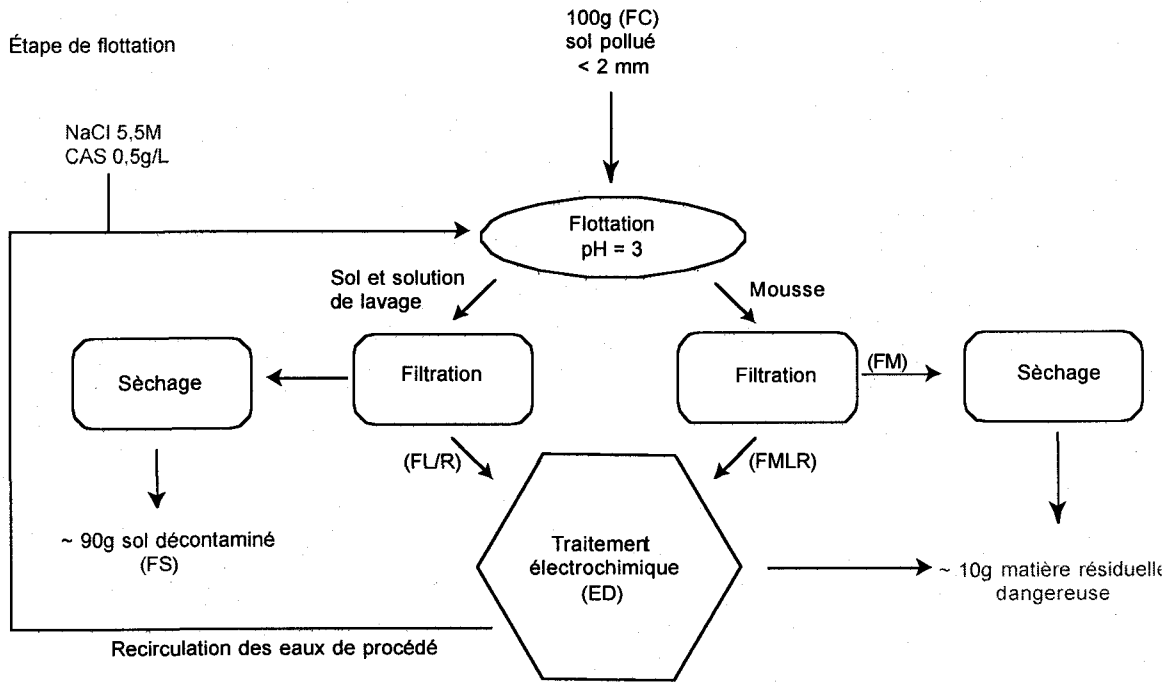 100g (FC)
sol pollué
< 2 mm
Étape de flottation
NaCl 5,5M
CAS 0,5g/L
Flottation
pH = 3
Sol et solution
de lavage
Mousse
Sèchage
Filtration
Filtration
(FM)
Sèchage
(FL/R)
(FMLR)
~ 90g sol décontaminé
(FS)
Traitement
électrochimique
(ED)
~ 10g matière résiduelle
dangereuse
Recirculation des eaux de procédé